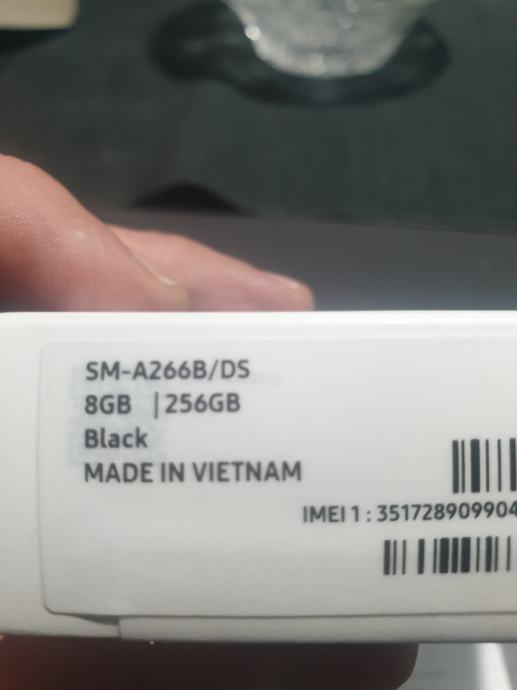 SM-A266B/DS
8GB | 256GB
Black
MADE IN VIETNAM
IMEI 1 : 351728909904